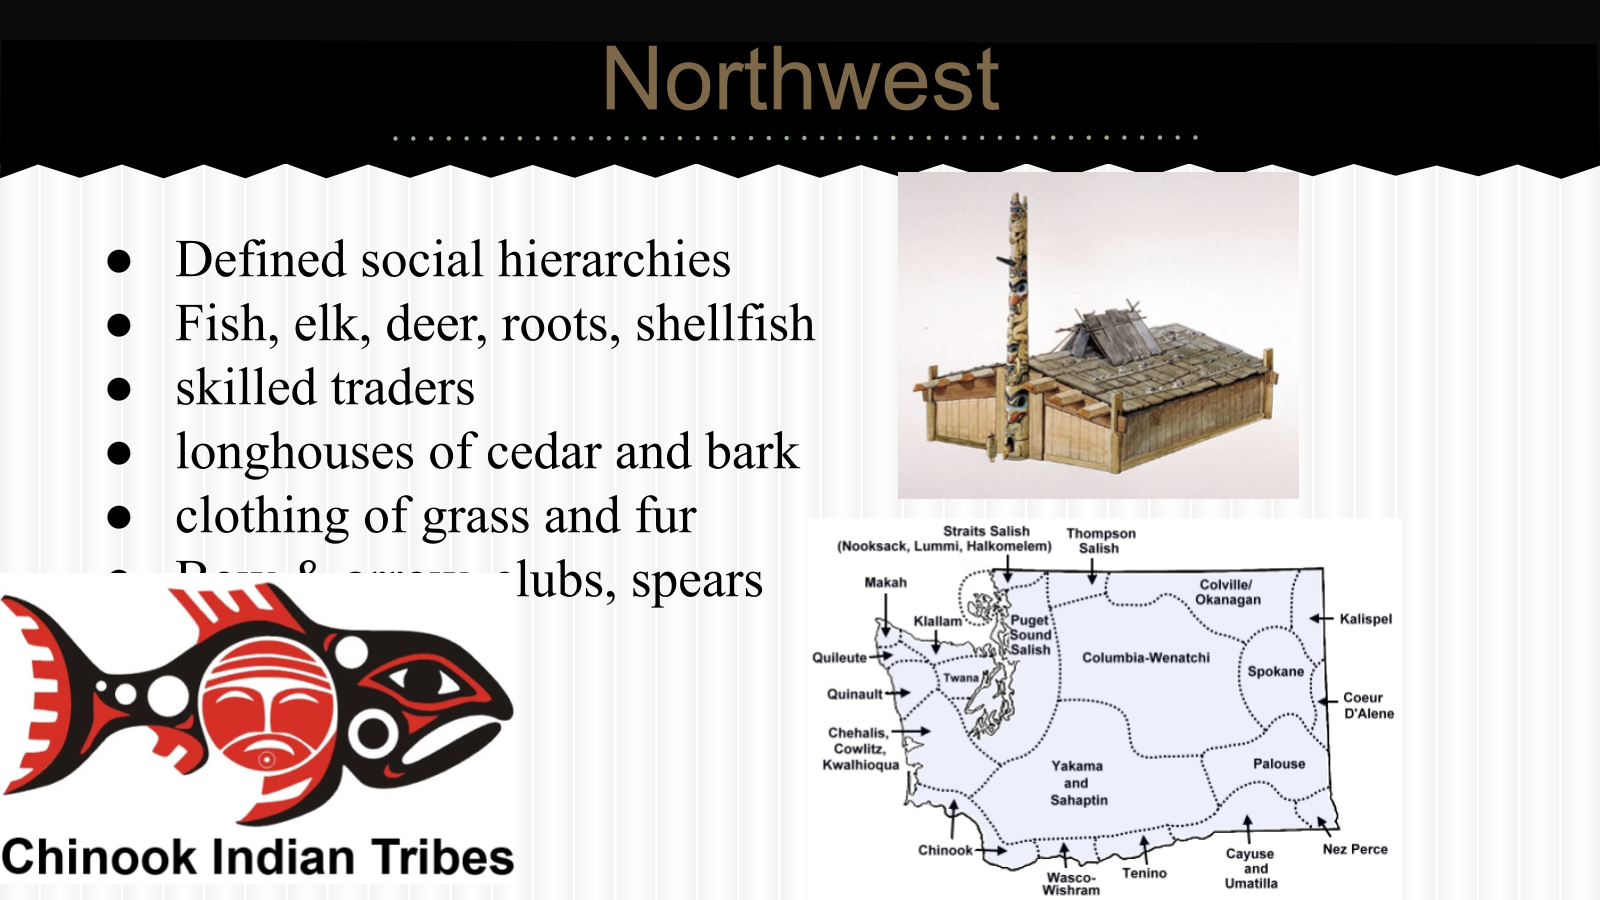 Northwest
● Defined social hierarchies
● Fish, elk, deer, roots, shellfish
● skilled traders
● longhouses of cedar and bark
● clothing of grass and fur
● Bow & arrow, clubs, spears
Chinook Indian Tribes
Straits Salish
(Nooksack, Lummi, Halkomelem)
Thompson
Salish
Makah
Colville/
Okanagan
Klallam
Puget
Sound
Salish
Kalispel
Quileute
Columbia-Wenatchi
Twana
Spokane
Quinault
Coeur
D'Alene
Chehalis,
Cowlitz,
Kwalhioqua
Yakama
and
Sahaptin
Palouse
Chinook
Wasco-
Wishram
Tenino
Cayuse
and
Umatilla
Nez Perce